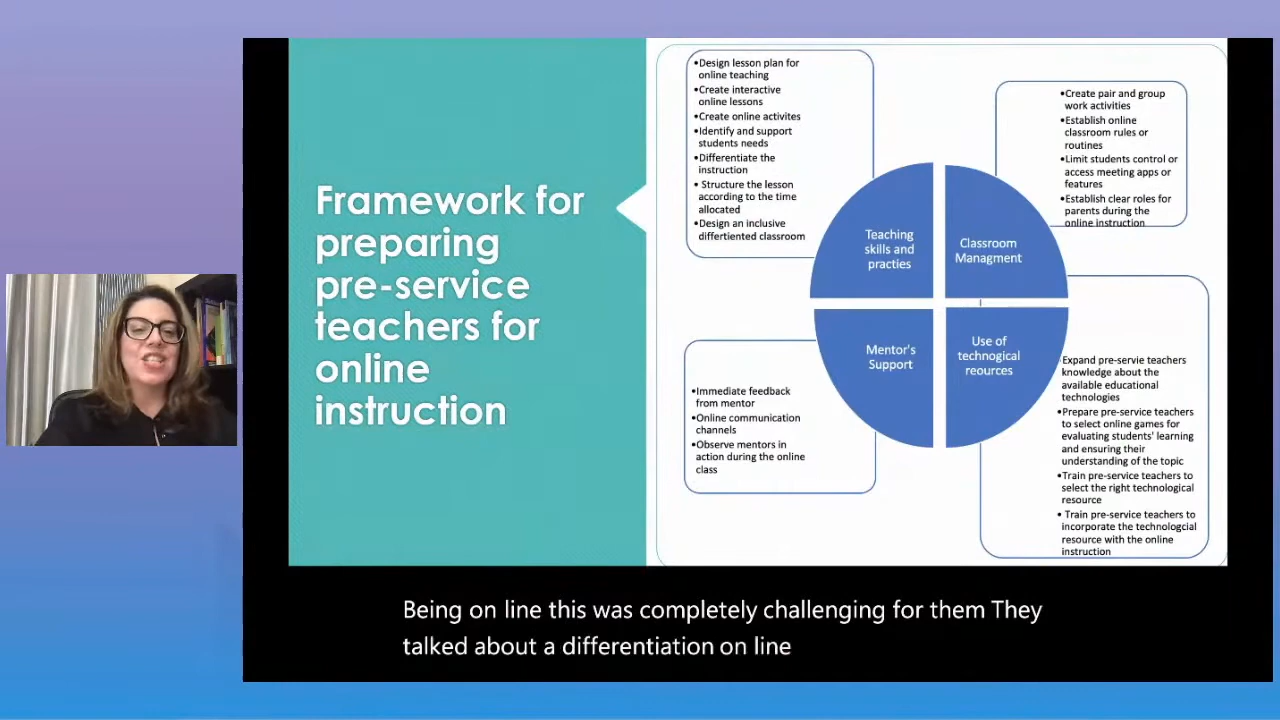 Framework for
preparing
pre-service
teachers for
online
instruction
•Design lesson plan for
online teaching
•Create interactive
online lessons
•Create online activites
•Identify and support
students needs
•Differentiate the
instruction
• Structure the lesson
according to the time
allocated
•Design an inclusive
differtiented classroom
•Create pair and group
work activities
•Establish online
classroom rules or
routines
•Limit students control or
access meeting apps or
features
•Establish clear roles for
parents during the
online instruction
Teaching
skills and
practies
Classroom
Managment
Mentor's
Support
Use of
technogical
reources
•Immediate feedback
from mentor
•Online communication
channels
•Observe mentors in
action during the online
class
Expand pre-servie teachers
knowledge about the
available educational
technologies
•Prepare pre-service teachers
to select online games for
evaluating students' learning
and ensuring their
understanding of the topic
•Train pre-service teachers to
select the right technological
resource
• Train pre-service teachers to
incorporate the technologcial
resource with the online
instruction
Being on line this was completely challenging for them They
talked about a differentiation on line